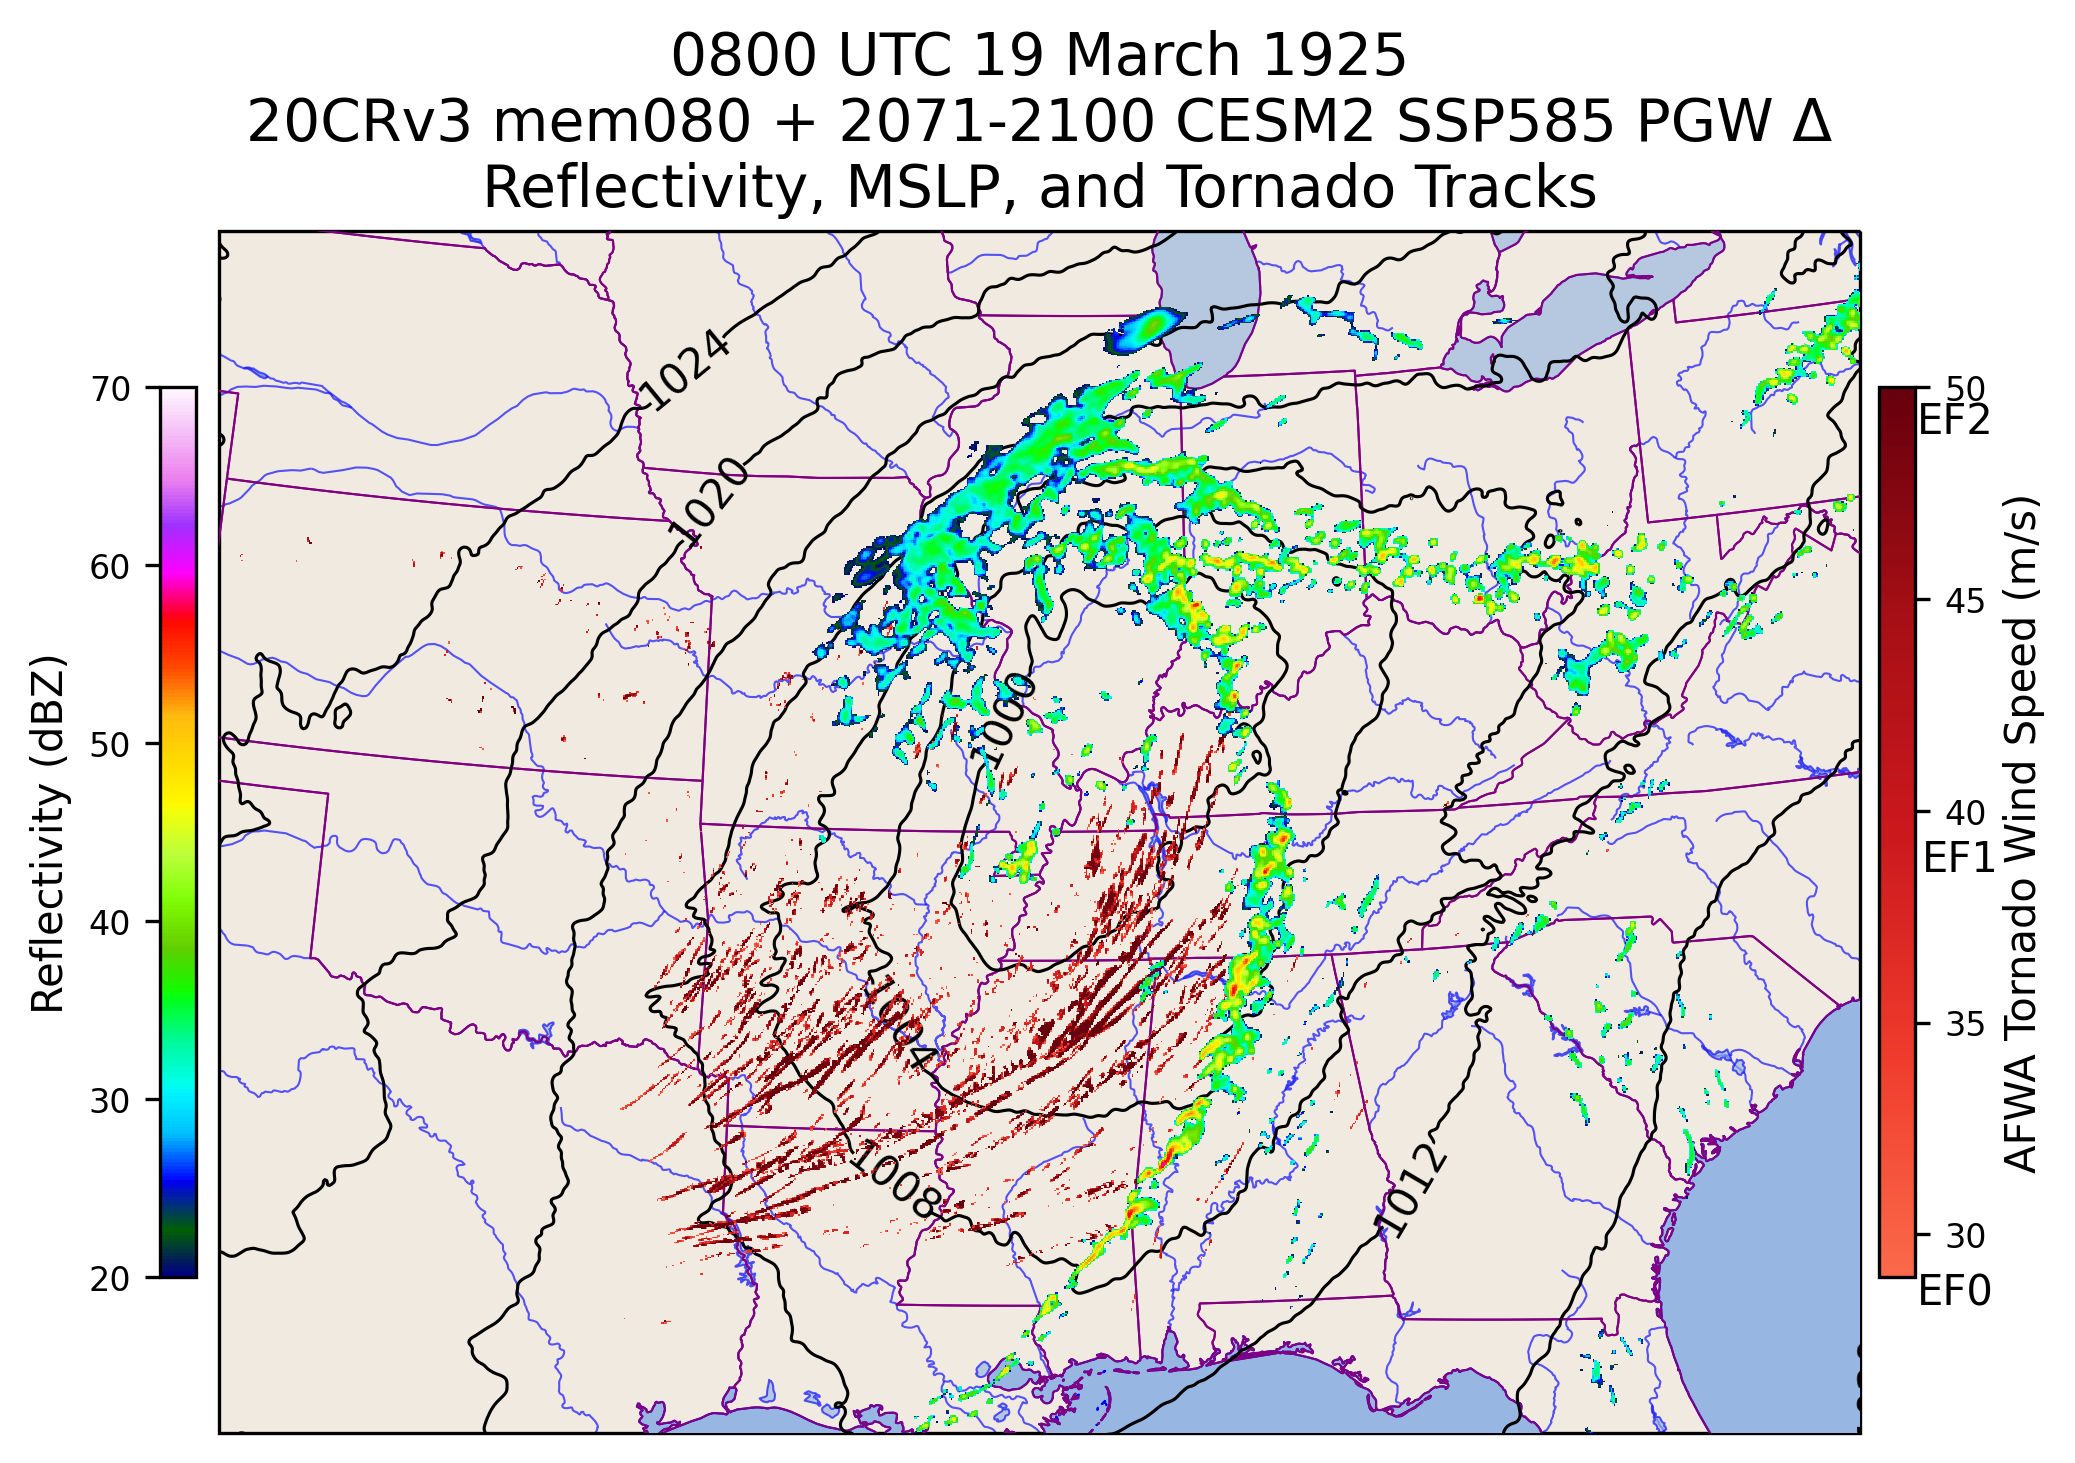 0800 UTC 19 March 1925
20CRv3 mem080 + 2071-2100 CESM2 SSP585 PGW Δ
Reflectivity, MSLP, and Tornado Tracks
70
60
50
40
30
20
Reflectivity (dBZ)
1024
1020
1000
1004
1008
1012
50
EF2
45
40
EF1
35
30
EF0
AFWA Tornado Wind Speed (m/s)